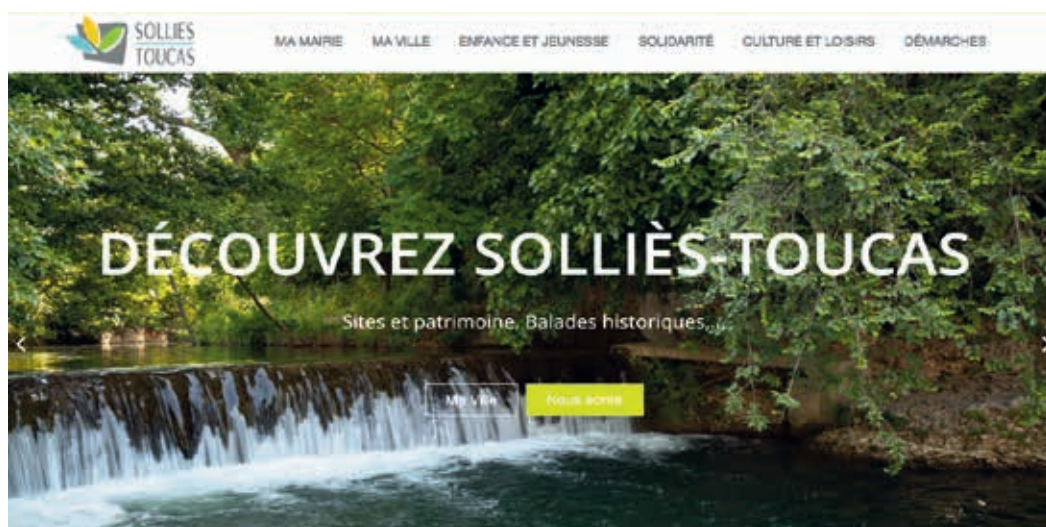 SOLLIES
TOUCAS
MA MAIRIE MA VILLE ENFANCE ET JEUNESSE SOLIDARITÉ CULTURE ET LOISIRS DÉMARCHES
DÉCOUVREZ SOLLIÈS-TOUCAS
Sites et patrimoine, Balades historiques,...
Ma Ville Nous écrire